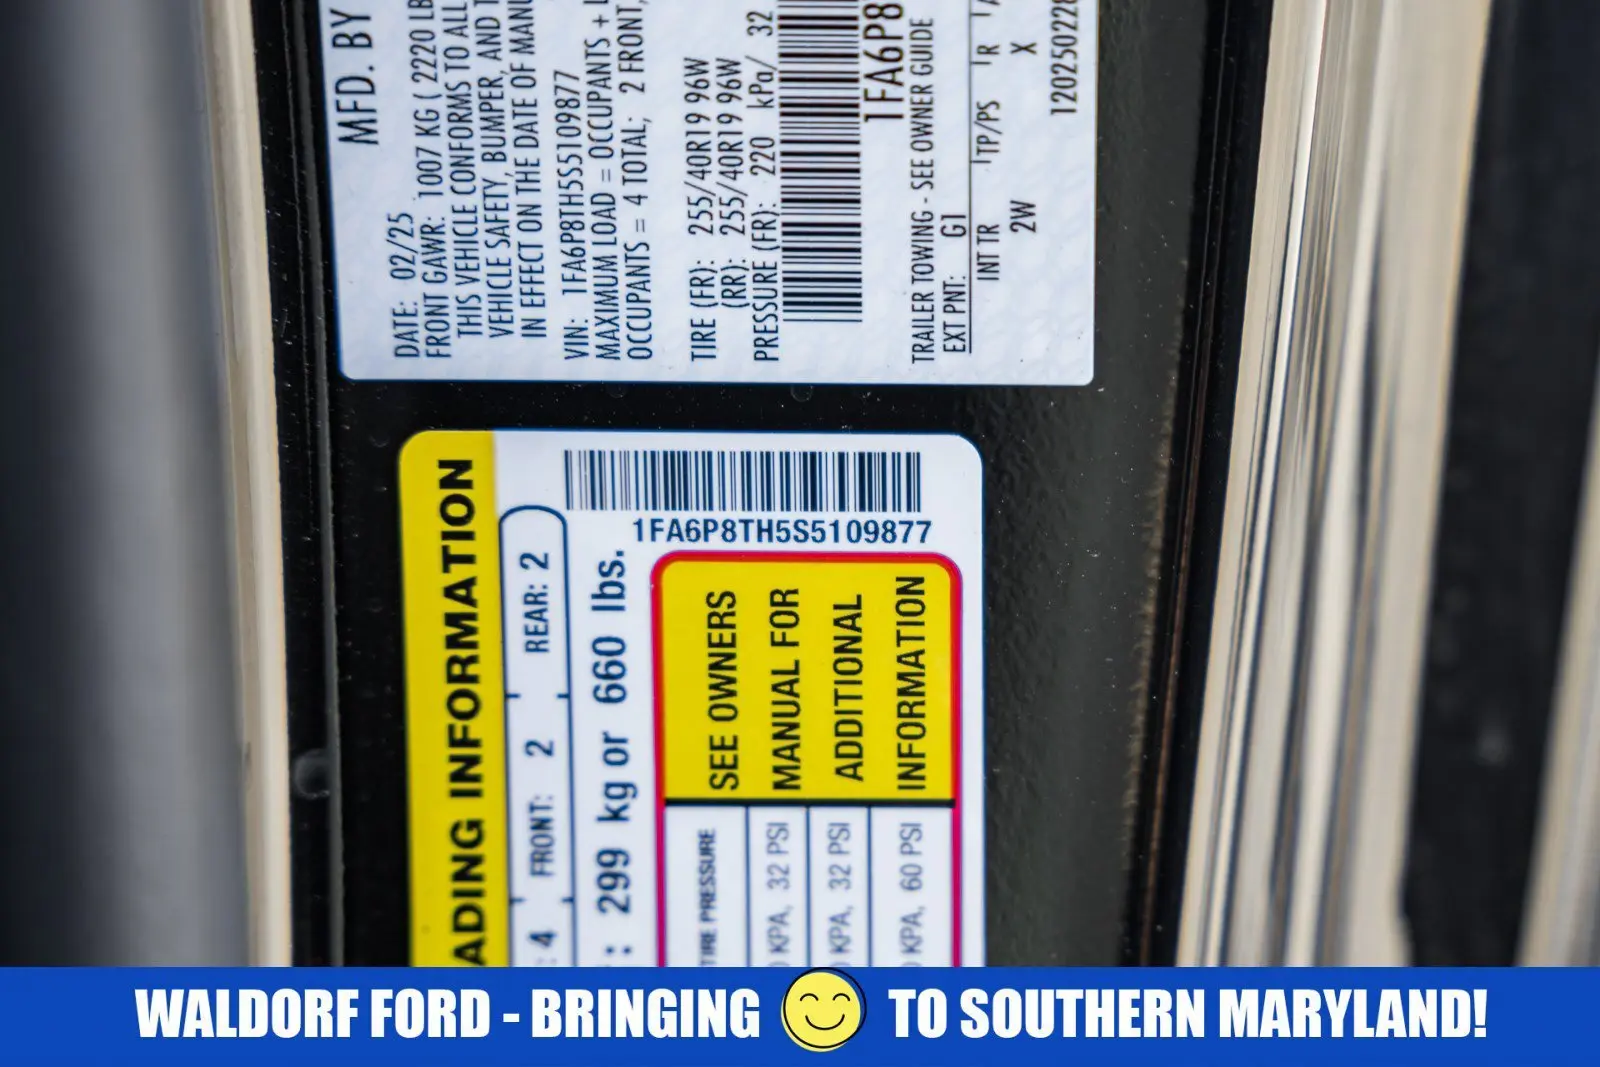 MFD. BY
DATE: 02/25
FRONT GAWR: 1007 KG ( 2220 LB
THIS VEHICLE CONFORMS TO ALL
VEHICLE SAFETY, BUMPER, AND T
IN EFFECT ON THE DATE OF MANU
VIN: 1FA6P8TH5S5109877
MAXIMUM LOAD = OCCUPANTS +
OCCUPANTS = 4 TOTAL; 2 FRONT,
TIRE (FR): 255/40R19 96W
(RR): 255/40R19 96W
PRESSURE (FR): 220 kPa/ 32
1FA6P8
TRAILER TOWING - SEE OWNER GUIDE
EXT PNT: G1
INT TR TP/PS R
2W X
12025022
ADING INFORMATION
: 4 FRONT: 2 REAR: 2
: 299 kg or 660 lbs.
1FA6P8TH5S5109877
TIRE PRESSURE
0 KPA, 32 PSI
0 KPA, 32 PSI
0 KPA, 60 PSI
SEE OWNERS
MANUAL FOR
ADDITIONAL
INFORMATION
WALDORF FORD - BRINGING TO SOUTHERN MARYLAND!